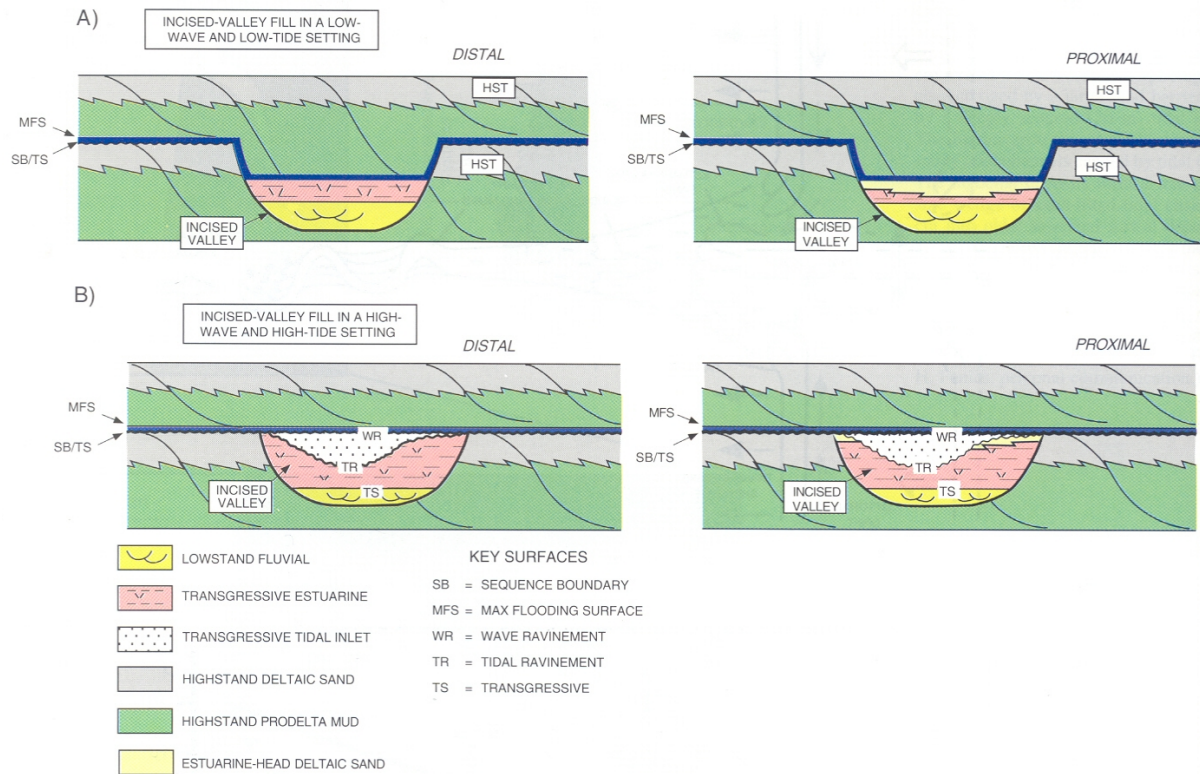 A)
INCISED-VALLEY FILL IN A LOW-
WAVE AND LOW-TIDE SETTING
DISTAL
PROXIMAL
HST
HST
MFS
SB/TS
HST
HST
INCISED
VALLEY
INCISED
VALLEY
MFS
SB/TS
B)
INCISED-VALLEY FILL IN A HIGH-
WAVE AND HIGH-TIDE SETTING
DISTAL
PROXIMAL
MFS
SB/TS
WR
TR
TS
INCISED
VALLEY
MFS
SB/TS
WR
TR
TS
INCISED
VALLEY
LOWSTAND FLUVIAL
TRANSGRESSIVE ESTUARINE
TRANSGRESSIVE TIDAL INLET
HIGHSTAND DELTAIC SAND
HIGHSTAND PRODELTA MUD
ESTUARINE-HEAD DELTAIC SAND
KEY SURFACES
SB = SEQUENCE BOUNDARY
MFS = MAX FLOODING SURFACE
WR = WAVE RAVINEMENT
TR = TIDAL RAVINEMENT
TS = TRANSGRESSIVE